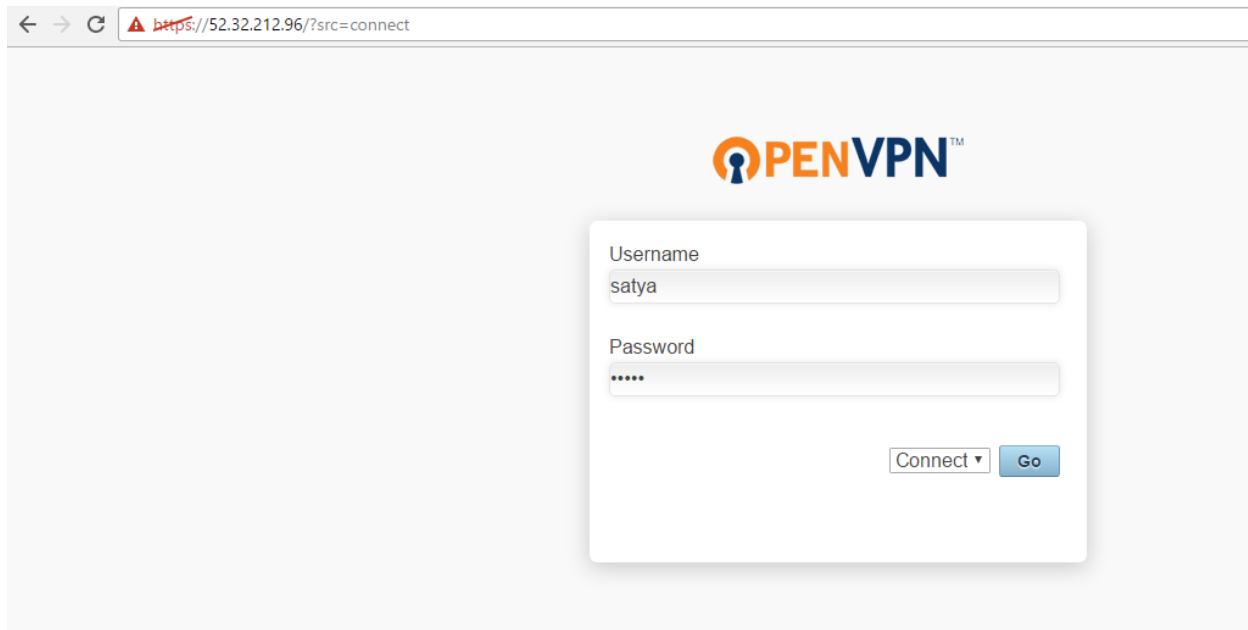 https://52.32.212.96/?src=connect
OPENVPN™
Username
satya
Password
•••••
Connect ▾ Go